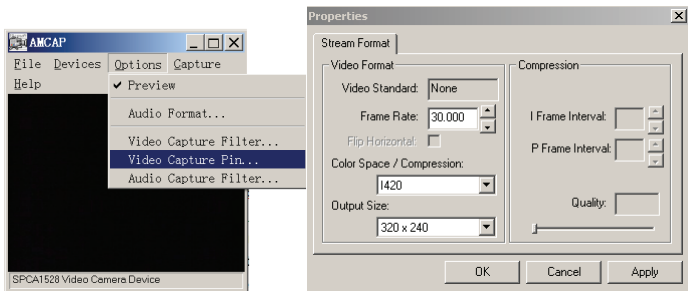 AMCAP
File Devices Options Capture
Help
Preview
Audio Format...
Video Capture Filter...
Video Capture Pin...
Audio Capture Filter...
SPCA1528 Video Camera Device
Properties
Stream Format
Video Format
Video Standard: None
Frame Rate: 30.000
Flip Horizontal:
Color Space / Compression:
I420
Output Size:
320 x 240
Compression
I Frame Interval:
P Frame Interval:
Quality:
OK Cancel Apply